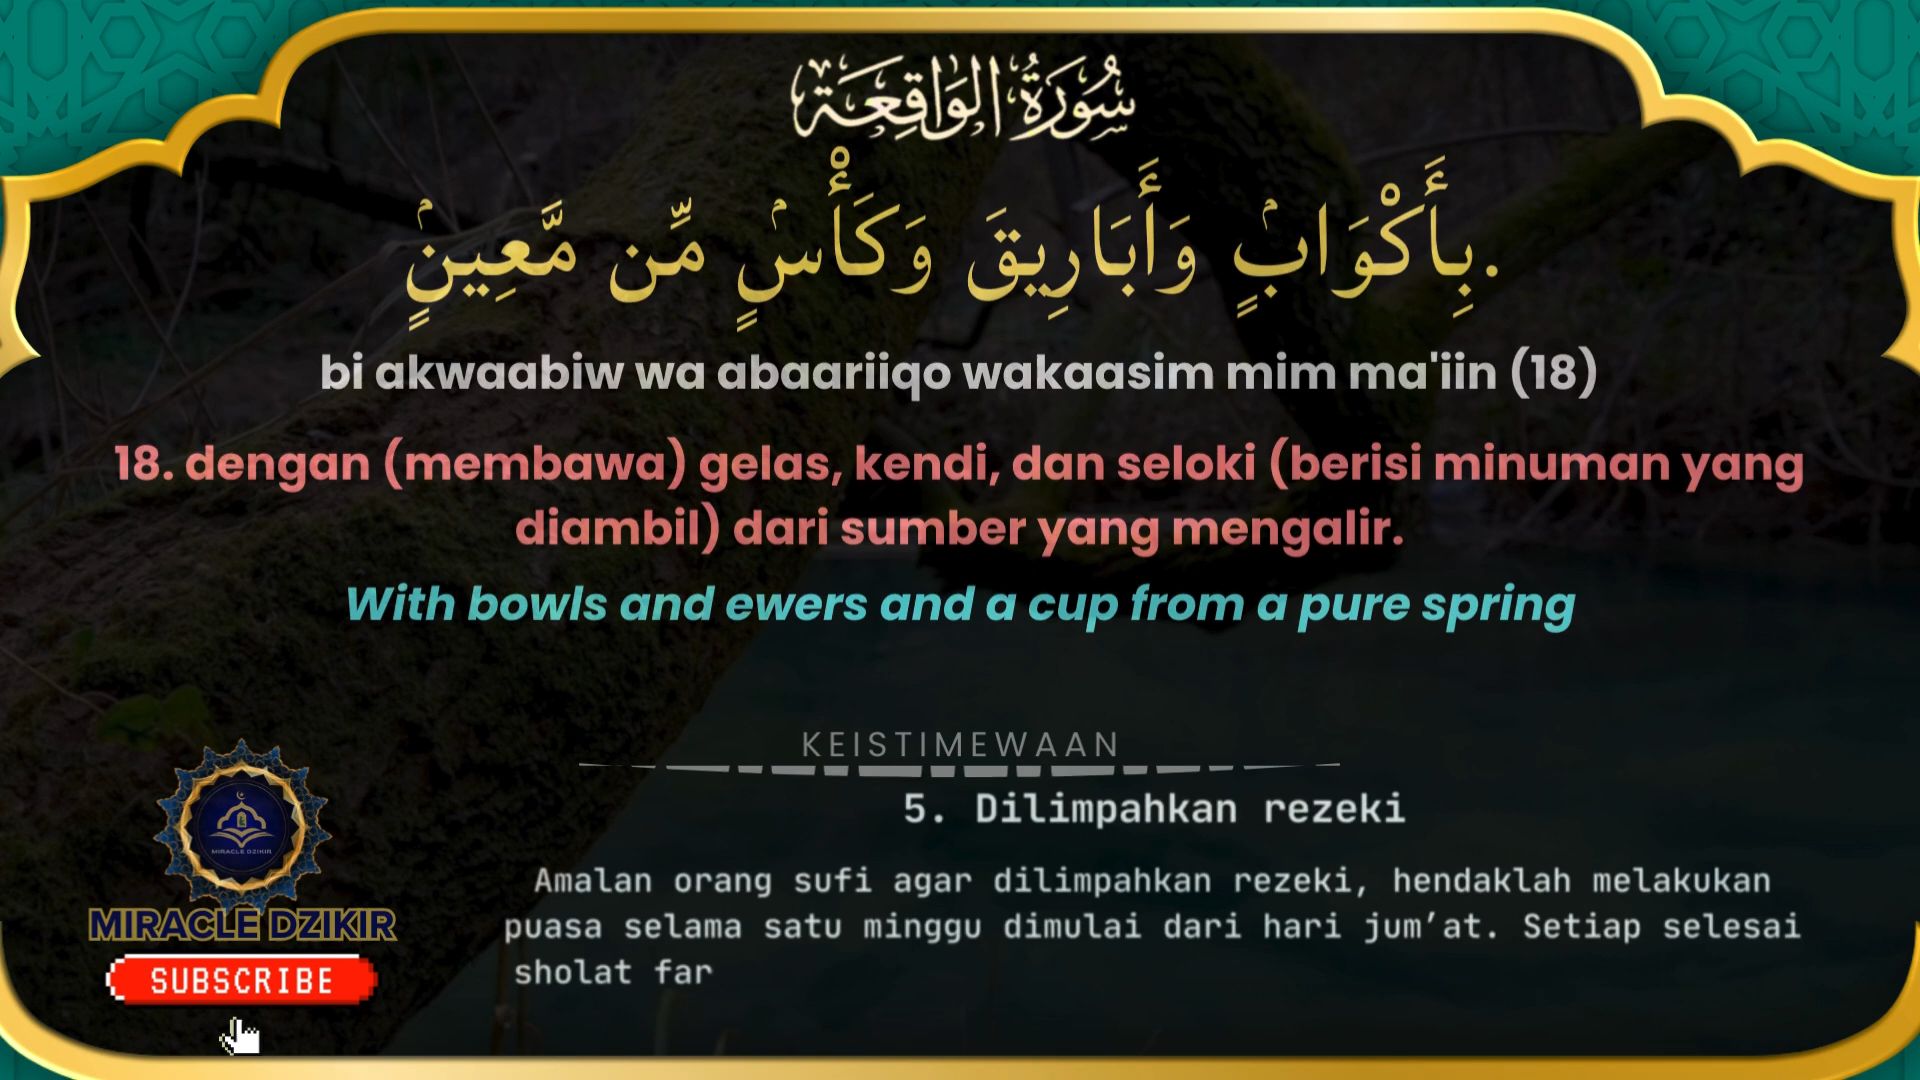 سُورَةُ الوَاقِعَة
.بِأَكْوَابٍۢ وَأَبَارِيقَ وَكَأْسٍۢ مِّن مَّعِينٍۢ
bi akwaabiw wa abaariiqo wakaasim mim ma'iin (18)
18. dengan (membawa) gelas, kendi, dan seloki (berisi minuman yang
diambil) dari sumber yang mengalir.
With bowls and ewers and a cup from a pure spring
KEISTIMEWAAN
5. Dilimpahkan rezeki
Amalan orang sufi agar dilimpahkan rezeki, hendaklah melakukan
puasa selama satu minggu dimulai dari hari jum’at. Setiap selesai
sholat far
MIRACLE DZIKIR
MIRACLE DZIKIR
SUBSCRIBE